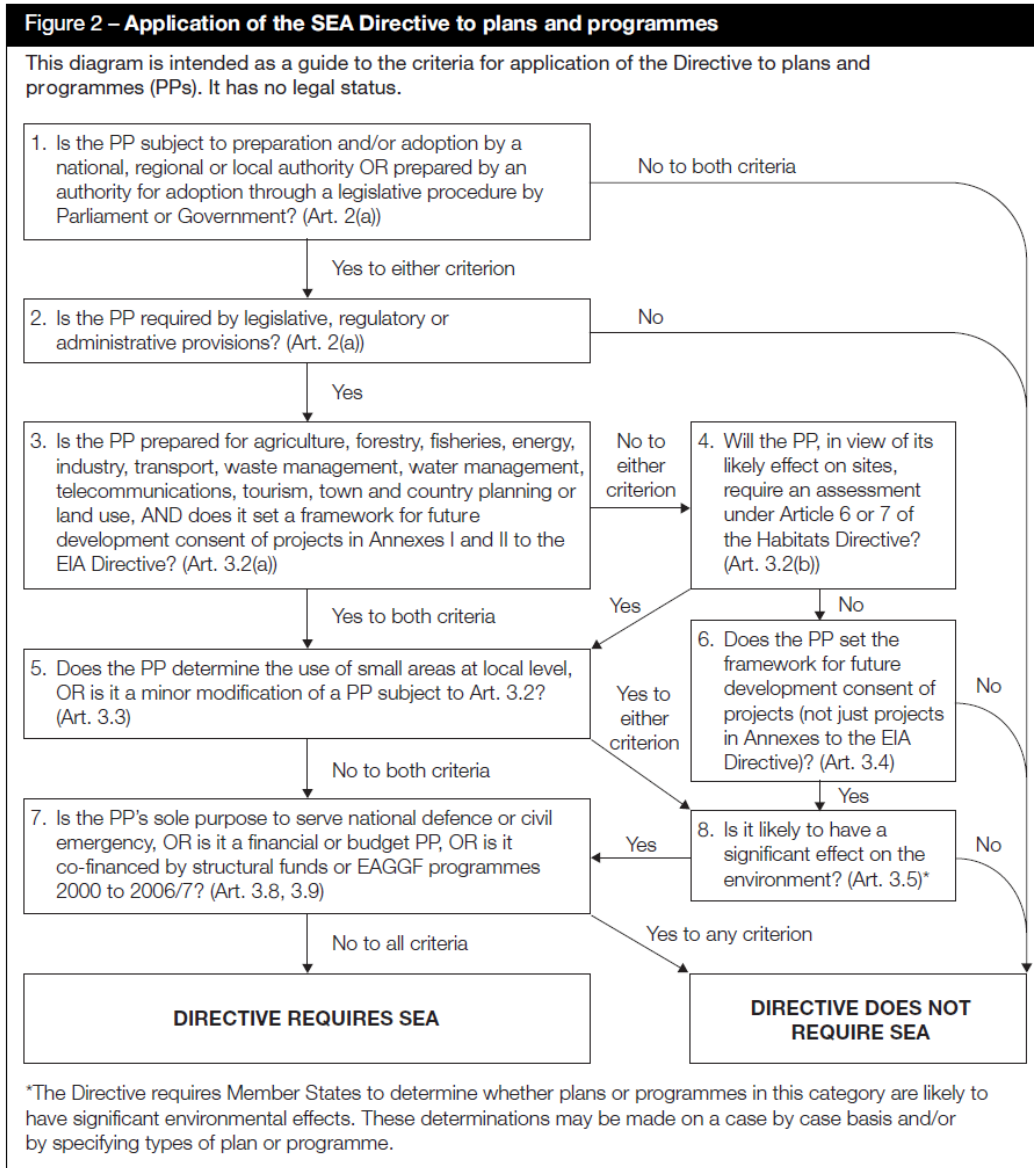 Figure 2 – Application of the SEA Directive to plans and programmes
This diagram is intended as a guide to the criteria for application of the Directive to plans and
programmes (PPs). It has no legal status.
1. Is the PP subject to preparation and/or adoption by a
national, regional or local authority OR prepared by an
authority for adoption through a legislative procedure by
Parliament or Government? (Art. 2(a))
No to both criteria
Yes to either criterion
2. Is the PP required by legislative, regulatory or
administrative provisions? (Art. 2(a))
No
Yes
3. Is the PP prepared for agriculture, forestry, fisheries, energy,
industry, transport, waste management, water management,
telecommunications, tourism, town and country planning or
land use, AND does it set a framework for future
development consent of projects in Annexes I and II to the
EIA Directive? (Art. 3.2(a))
No to
either
criterion
4. Will the PP, in view of its
likely effect on sites,
require an assessment
under Article 6 or 7 of
the Habitats Directive?
(Art. 3.2(b))
Yes to both criteria
Yes
No
5. Does the PP determine the use of small areas at local level,
OR is it a minor modification of a PP subject to Art. 3.2?
(Art. 3.3)
Yes to
either
criterion
6. Does the PP set the
framework for future
development consent of
projects (not just projects
in Annexes to the EIA
Directive)? (Art. 3.4)
No
No to both criteria
Yes
7. Is the PP's sole purpose to serve national defence or civil
emergency, OR is it a financial or budget PP, OR is it
co-financed by structural funds or EAGGF programmes
2000 to 2006/7? (Art. 3.8, 3.9)
Yes
8. Is it likely to have a
significant effect on the
environment? (Art. 3.5)*
No
No to all criteria
Yes to any criterion
DIRECTIVE REQUIRES SEA
DIRECTIVE DOES NOT
REQUIRE SEA
*The Directive requires Member States to determine whether plans or programmes in this category are likely to
have significant environmental effects. These determinations may be made on a case by case basis and/or
by specifying types of plan or programme.